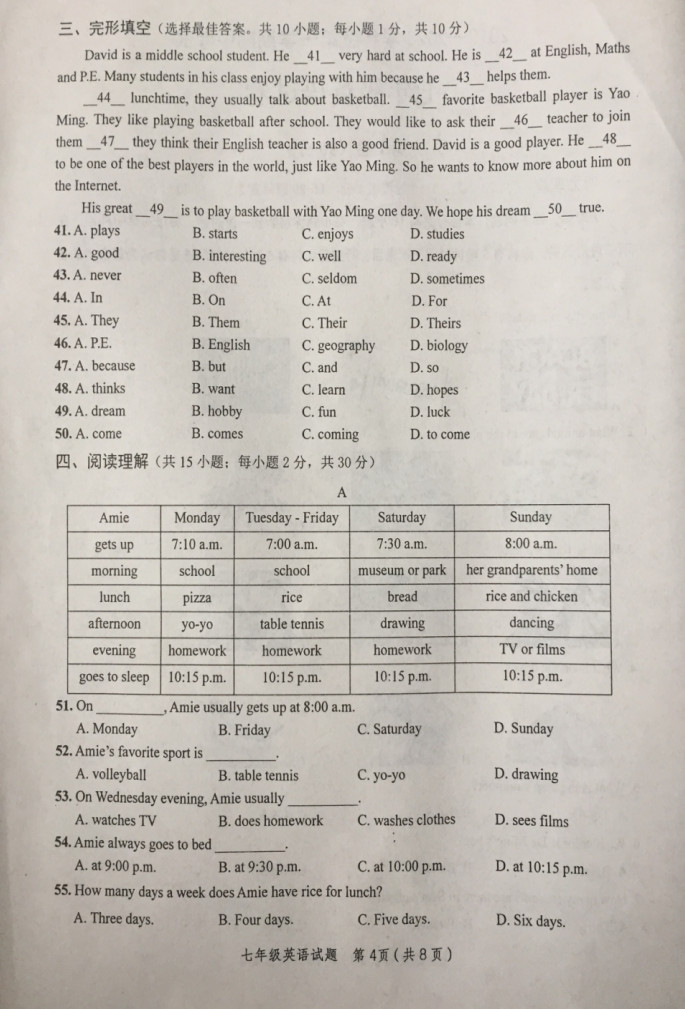 三、完形填空（选择最佳答案。共 10 小题；每小题 1 分，共 10 分）
David is a middle school student. He __41__ very hard at school. He is __42__ at English, Maths
and P.E. Many students in his class enjoy playing with him because he __43__ helps them.
__44__ lunchtime, they usually talk about basketball. __45__ favorite basketball player is Yao
Ming. They like playing basketball after school. They would like to ask their __46__ teacher to join
them __47__ they think their English teacher is also a good friend. David is a good player. He __48__
to be one of the best players in the world, just like Yao Ming. So he wants to know more about him on
the Internet.
His great __49__ is to play basketball with Yao Ming one day. We hope his dream __50__ true.
41. A. plays B. starts C. enjoys D. studies
42. A. good B. interesting C. well D. ready
43. A. never B. often C. seldom D. sometimes
44. A. In B. On C. At D. For
45. A. They B. Them C. Their D. Theirs
46. A. P.E. B. English C. geography D. biology
47. A. because B. but C. and D. so
48. A. thinks B. want C. learn D. hopes
49. A. dream B. hobby C. fun D. luck
50. A. come B. comes C. coming D. to come
四、阅读理解（共 15 小题；每小题 2 分，共 30 分）
A
Amie Monday Tuesday - Friday Saturday Sunday
gets up 7:10 a.m. 7:00 a.m. 7:30 a.m. 8:00 a.m.
morning school school museum or park her grandparents' home
lunch pizza rice bread rice and chicken
afternoon yo-yo table tennis drawing dancing
evening homework homework homework TV or films
goes to sleep 10:15 p.m. 10:15 p.m. 10:15 p.m. 10:15 p.m.
51. On ________, Amie usually gets up at 8:00 a.m.
A. Monday B. Friday C. Saturday D. Sunday
52. Amie's favorite sport is ________.
A. volleyball B. table tennis C. yo-yo D. drawing
53. On Wednesday evening, Amie usually ________.
A. watches TV B. does homework C. washes clothes D. sees films
54. Amie always goes to bed ________.
A. at 9:00 p.m. B. at 9:30 p.m. C. at 10:00 p.m. D. at 10:15 p.m.
55. How many days a week does Amie have rice for lunch?
A. Three days. B. Four days. C. Five days. D. Six days.
七年级英语试题 第 4页（共 8 页）